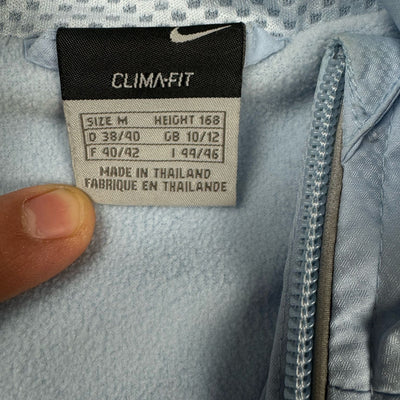 CLIMA-FIT
SIZE M HEIGHT 168
D 38/40 GB 10/12
F 40/42 I 44/46
MADE IN THAILAND
FABRIQUE EN THAILANDE